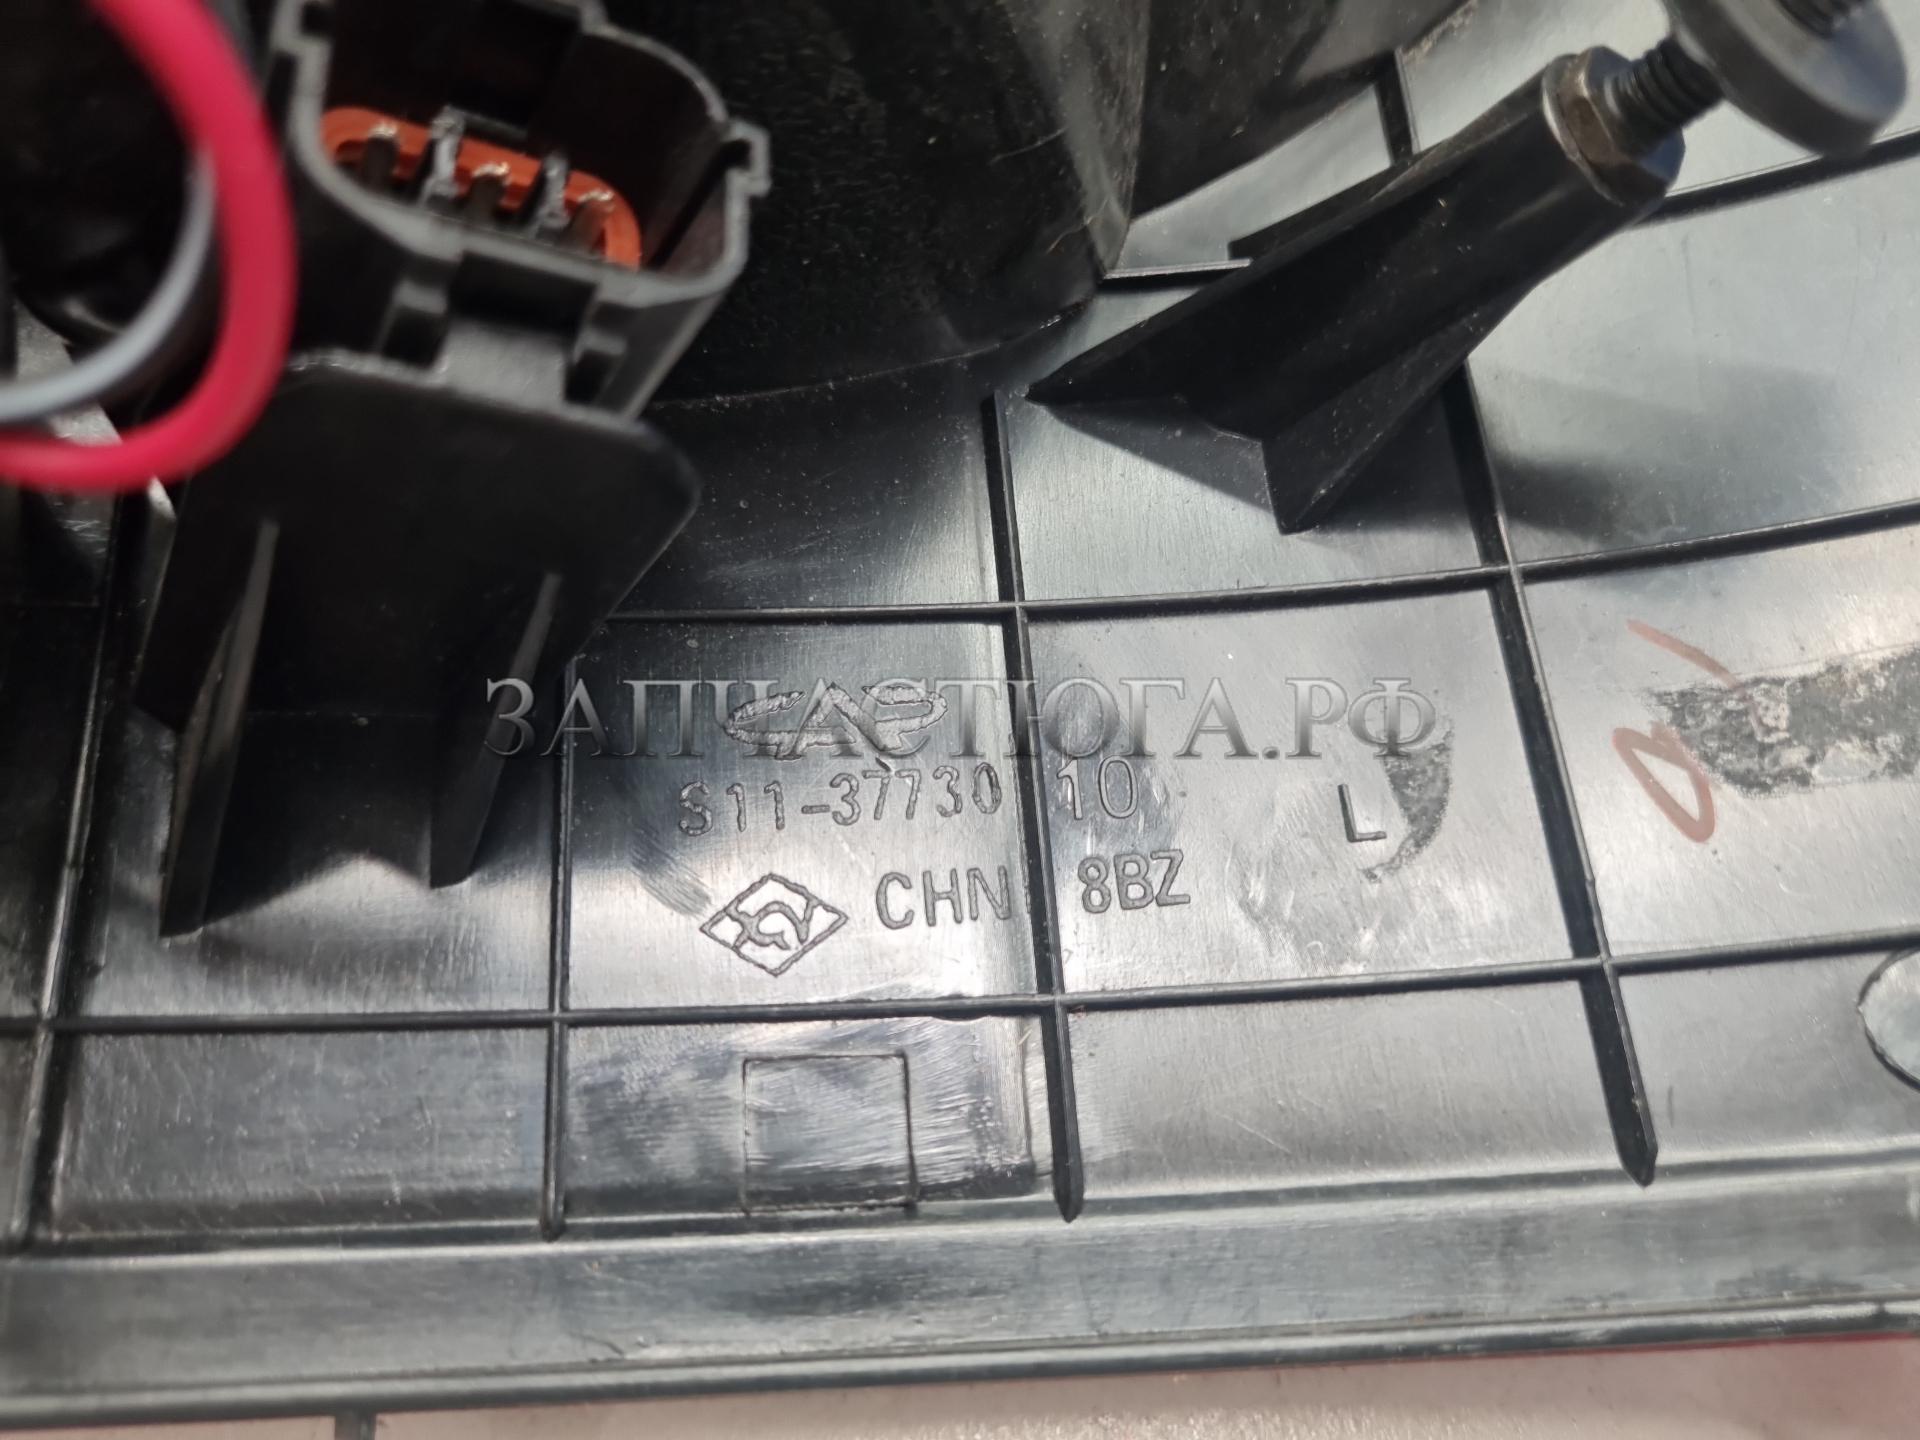 ЗАПЧАСТЮГА.РФ
S11-3773010 L
CHN 8BZ